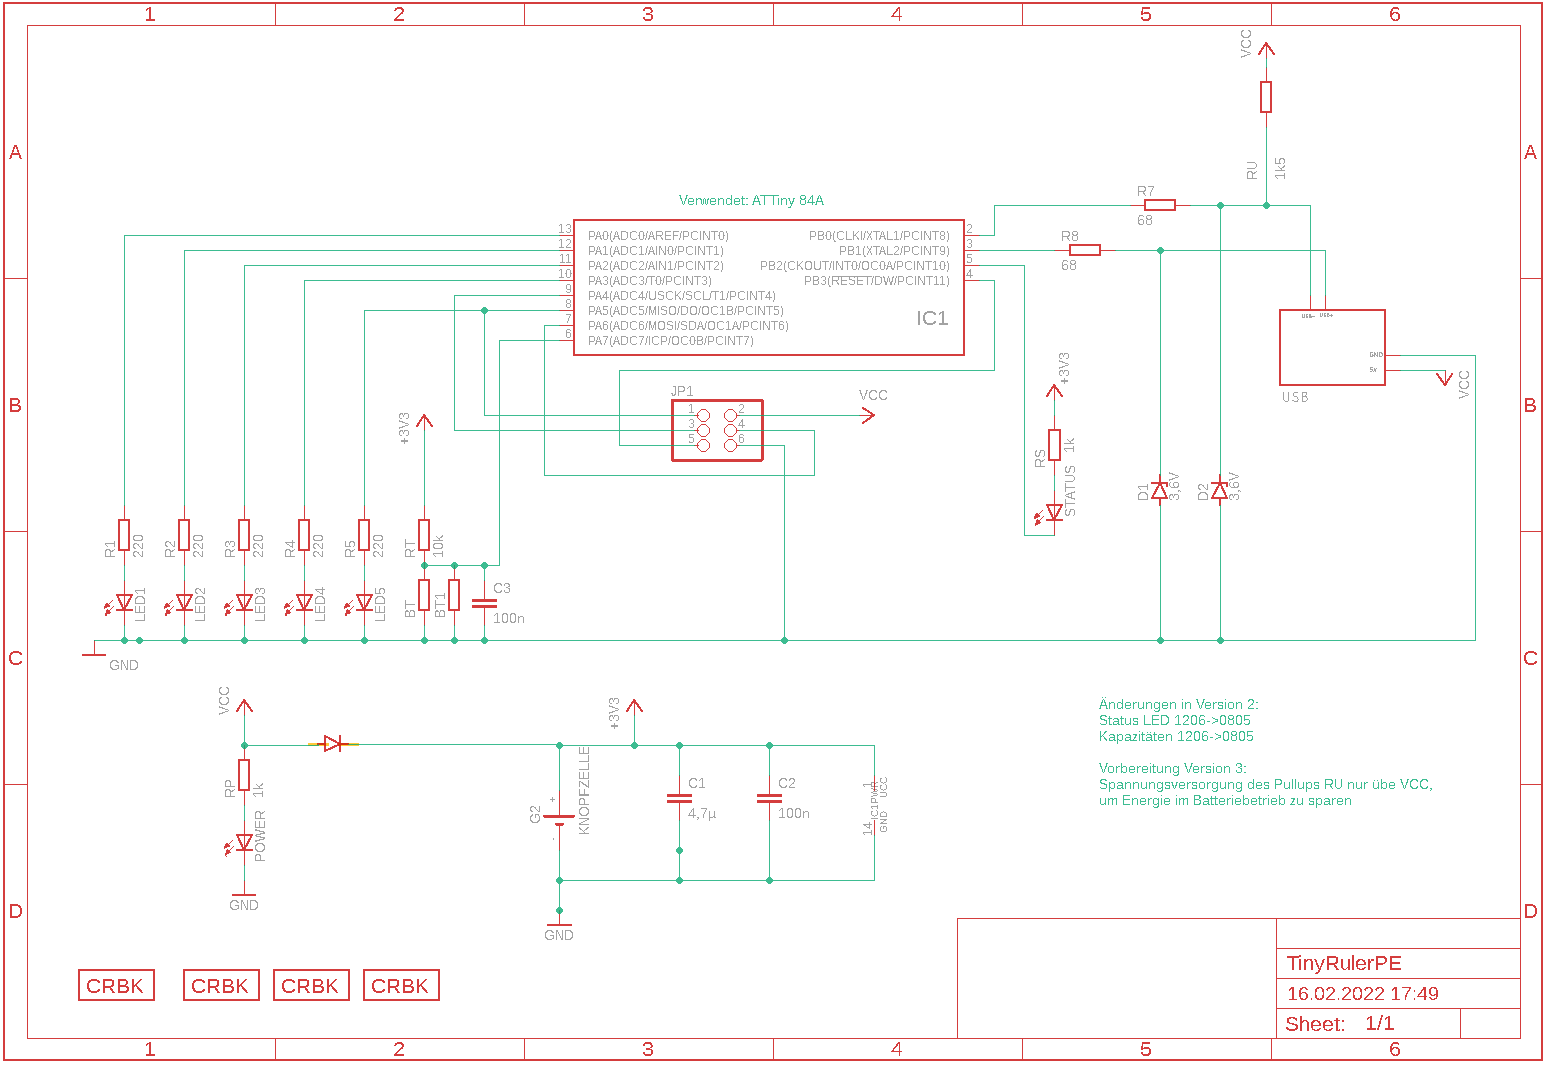 1 2 3 4 5 6
VCC
A
RU
1k5
A
Verwendet: ATTiny 84A
R7
68
13 PA0(ADC0/AREF/PCINT0)
12 PA1(ADC1/AIN0/PCINT1)
11 PA2(ADC2/AIN1/PCINT2)
10 PA3(ADC3/T0/PCINT3)
9 PA4(ADC4/USCK/SCL/T1/PCINT4)
8 PA5(ADC5/MISO/DO/OC1B/PCINT5)
7 PA6(ADC6/MOSI/SDA/OC1A/PCINT6)
6 PA7(ADC7/ICP/OC0B/PCINT7)
PB0(CLKI/XTAL1/PCINT8) 2
PB1(XTAL2/PCINT9) 3
PB2(CKOUT/INT0/OC0A/PCINT10) 5
PB3(RESET/DW/PCINT11) 4
IC1
R8
68
USB- USB+
GND
5V
USB
VCC
B
B
JP1
1 2
3 4
5 6
VCC
+3V3
+3V3
RS
1k
STATUS
D1
3,6V
D2
3,6V
R1
220
R2
220
R3
220
R4
220
R5
220
RT
10k
LED1
LED2
LED3
LED4
LED5
BT
BT1
C3
100n
GND
C
C
VCC
RP
1k
POWER
GND
+3V3
G2
+
-
KNOPFZELLE
GND
C1
4,7µ
C2
100n
1
14
IC1PWR
GND
VCC
Änderungen in Version 2:
Status LED 1206->0805
Kapazitäten 1206->0805
Vorbereitung Version 3:
Spannungsversorgung des Pullups RU nur übe VCC,
um Energie im Batteriebetrieb zu sparen
D
D
CRBK CRBK CRBK CRBK
TinyRulerPE
16.02.2022 17:49
Sheet: 1/1
1 2 3 4 5 6